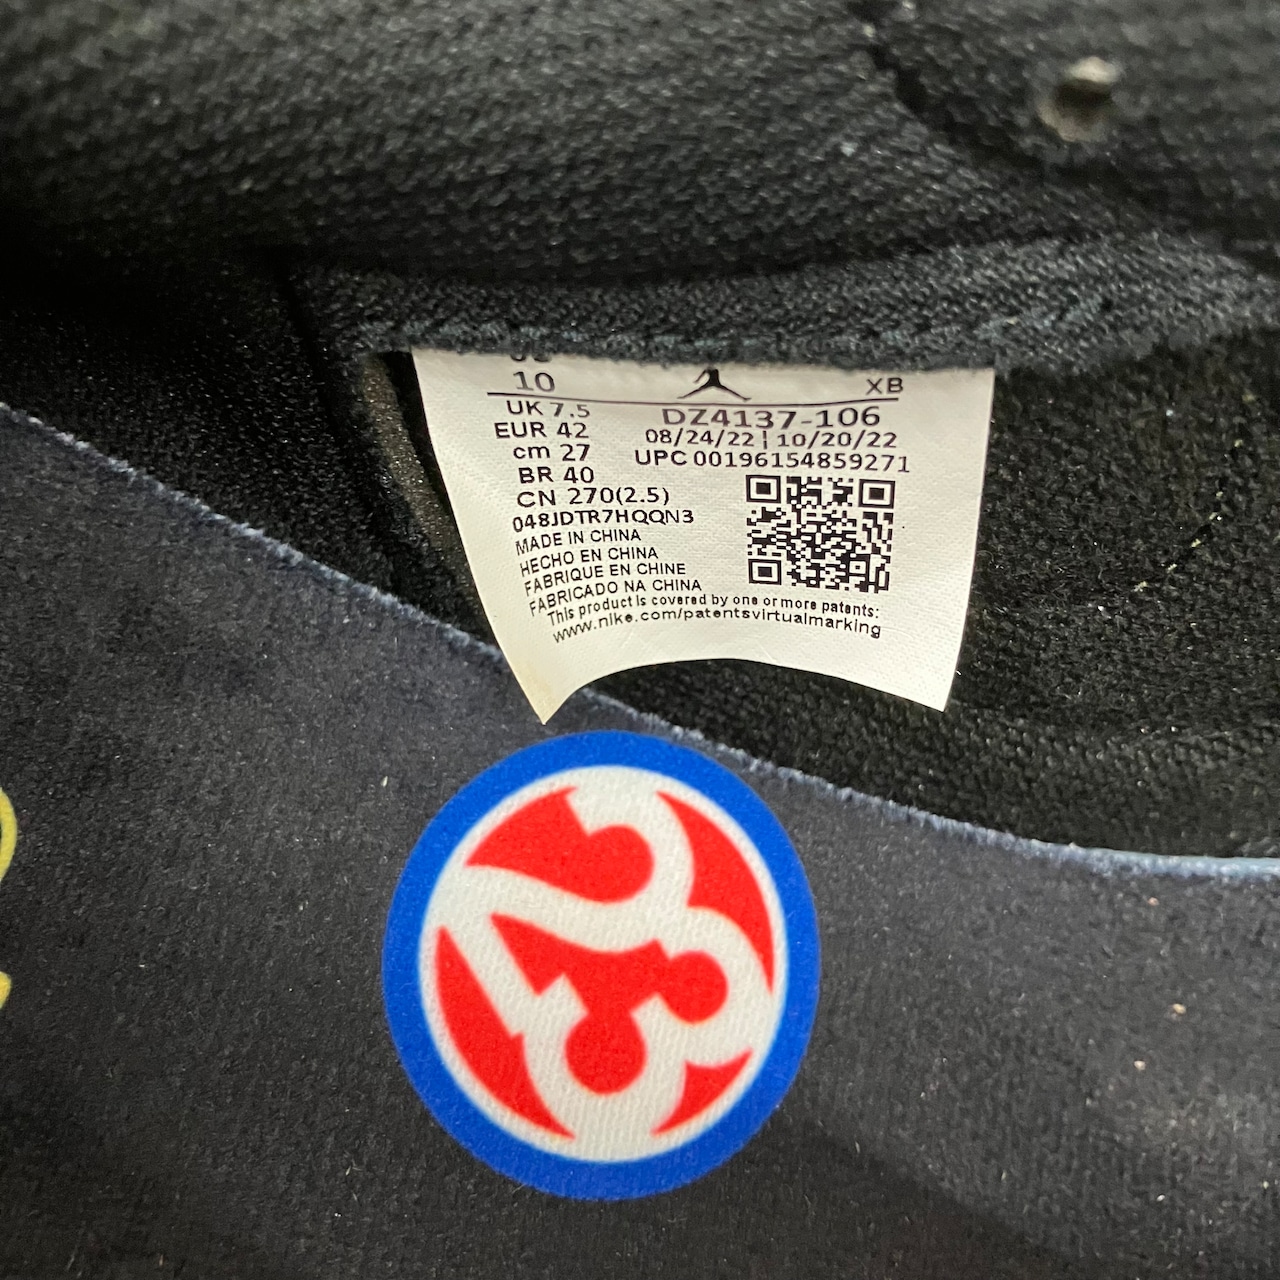 10 XB
UK 7.5
EUR 42
cm 27
BR 40
CN 270(2.5)
048JDTR7HQQN3
MADE IN CHINA
HECHO EN CHINA
FABRIQUE EN CHINE
FABRICADO NA CHINA
DZ4137-106
08/24/22 | 10/20/22
UPC 00196154859271
This product is covered by one or more patents:
www.nike.com/patentsvirtualmarking
23